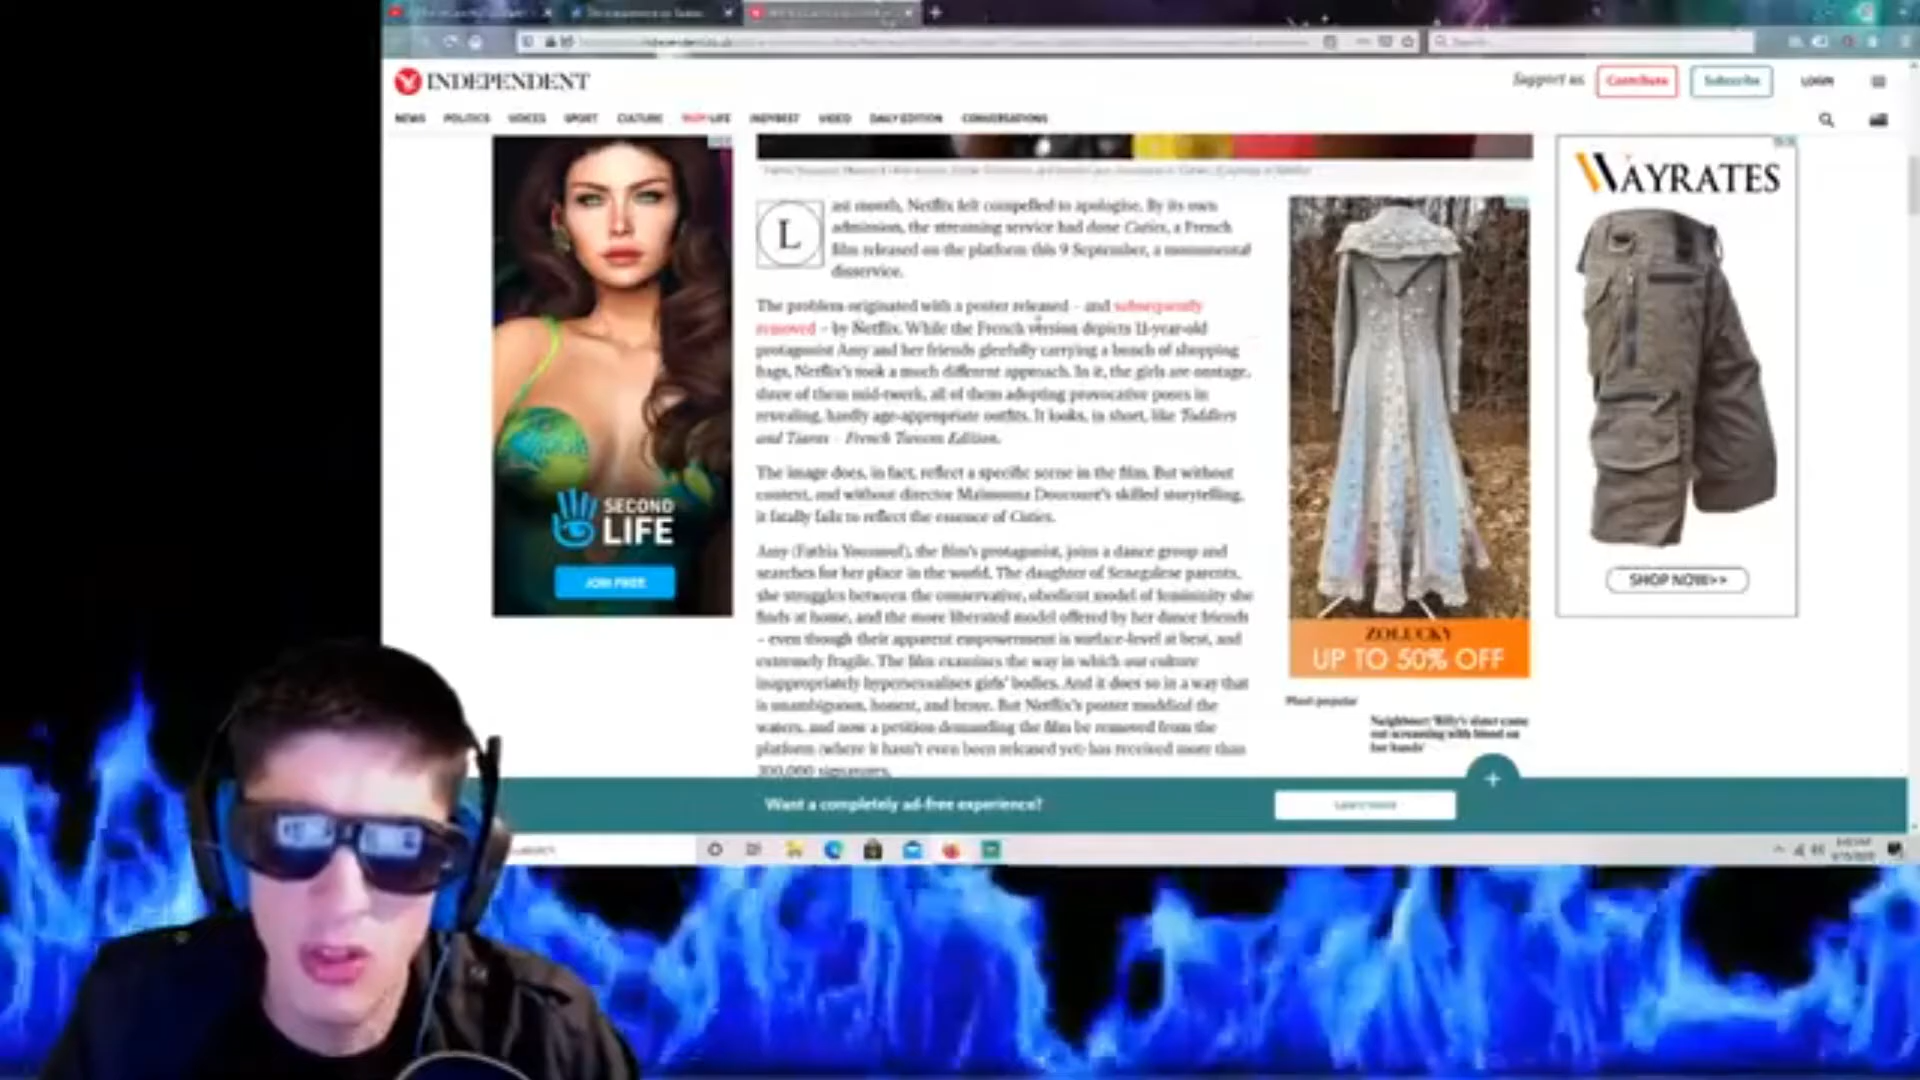 INDEPENDENT
Support us
Contribute
Subscribe
LOGIN
NEWS
POLITICS
VOICES
SPORT
CULTURE
LIFE
INDYBEST
VIDEO
DAILY EDITION
CONVERSATIONS
L
ast month, Netflix felt compelled to apologise. By its own
admission, the streaming service had done Cuties, a French
film released on the platform this 9 September, a monumental
disservice.
The problem originated with a poster released – and subsequently
removed – by Netflix. While the French version depicts 11-year-old
protagonist Amy and her friends gleefully carrying a bunch of shopping
bags, Netflix's took a much different approach. In it, the girls are onstage,
three of them mid-twerk, all of them adopting provocative poses in
revealing, hardly age-appropriate outfits. It looks, in short, like Toddlers
and Tiaras – French Tweens Edition.
The image does, in fact, reflect a specific scene in the film. But without
context, and without director Maïmouna Doucouré's skilled storytelling,
it fatally fails to reflect the essence of Cuties.
Amy (Fathia Youssouf), the film's protagonist, joins a dance group and
searches for her place in the world. The daughter of Senegalese parents,
she struggles between the conservative, obedient model of femininity she
finds at home, and the more liberated model offered by her dance friends
– even though their apparent empowerment is surface-level at best, and
extremely fragile. The film examines the way in which our culture
inappropriately hypersexualises girls' bodies. And it does so in a way that
is unambiguous, honest, and brave. But Netflix's poster muddied the
waters, and now a petition demanding the film be removed from the
platform (where it hasn't even been released yet) has received more than
300,000 signatures.
SECOND
LIFE
JOIN FREE
ZOLUCKY
UP TO 50% OFF
WAYRATES
SHOP NOW>>
Most popular
Neighbour: 'Billy's sister came
out screaming with blood on
her hands'
Want a completely ad-free experience?
Learn more